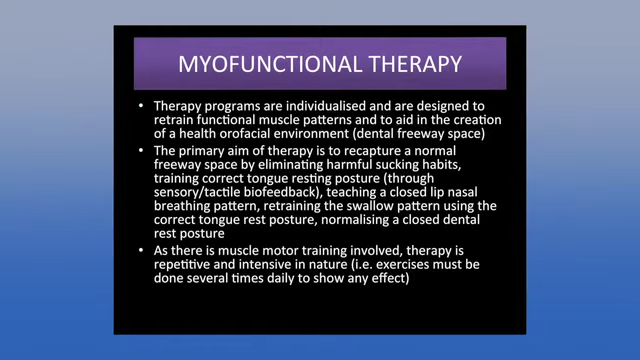 MYOFUNCTIONAL THERAPY
• Therapy programs are individualised and are designed to
retrain functional muscle patterns and to aid in the creation
of a health orofacial environment (dental freeway space)
• The primary aim of therapy is to recapture a normal
freeway space by eliminating harmful sucking habits,
training correct tongue resting posture (through
sensory/tactile biofeedback), teaching a closed lip nasal
breathing pattern, retraining the swallow pattern using the
correct tongue rest posture, normalising a closed dental
rest posture
• As there is muscle motor training involved, therapy is
repetitive and intensive in nature (i.e. exercises must be
done several times daily to show any effect)